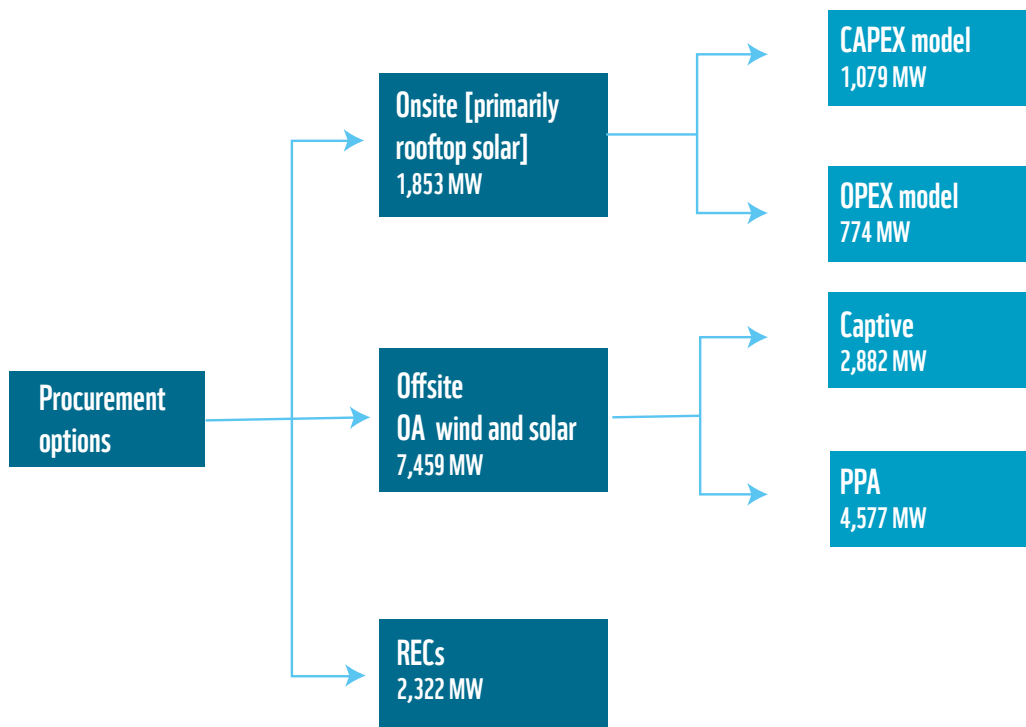 Procurement
options
Onsite [primarily
rooftop solar]
1,853 MW
CAPEX model
1,079 MW
OPEX model
774 MW
Offsite
OA wind and solar
7,459 MW
Captive
2,882 MW
PPA
4,577 MW
RECs
2,322 MW